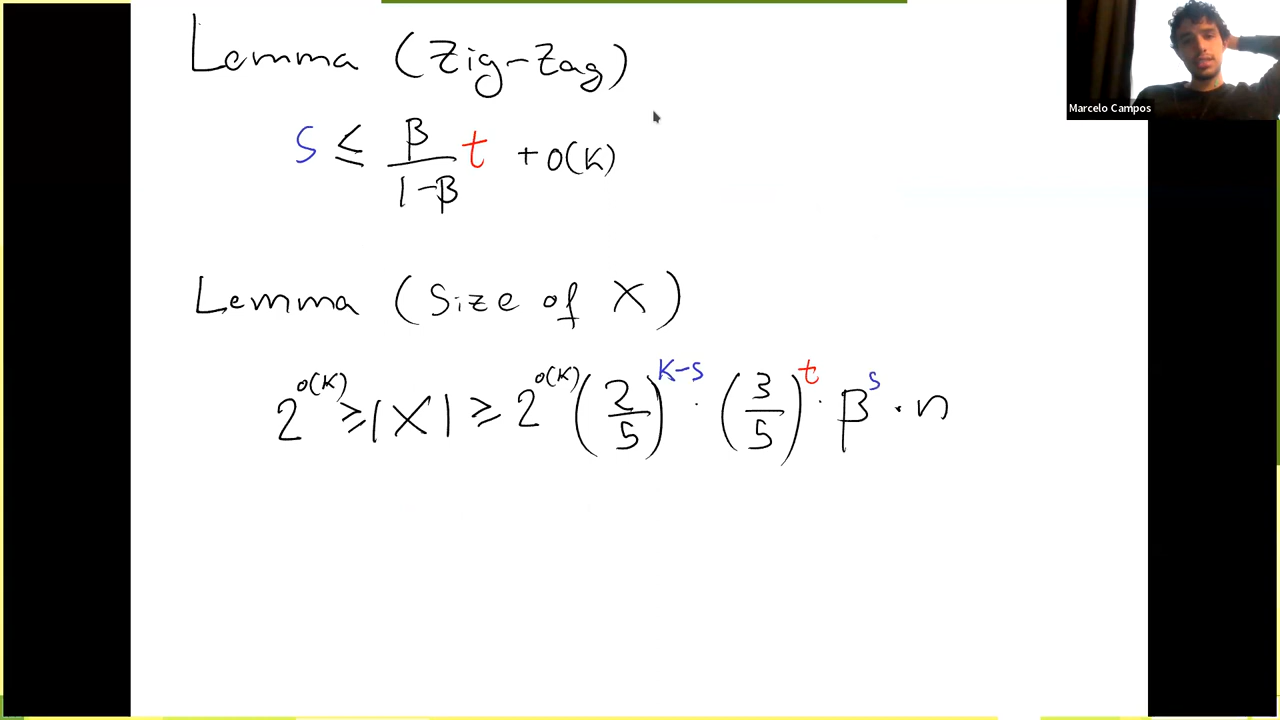 Lemma (Zig-Zag)
s ≤ β/(1-β) t + o(k)
Lemma (Size of X)
2^{o(k)} ≥ |X| ≥ 2^{o(k)} (2/5)^{k-s} · (3/5)^t · β^s · n
Marcelo Campos